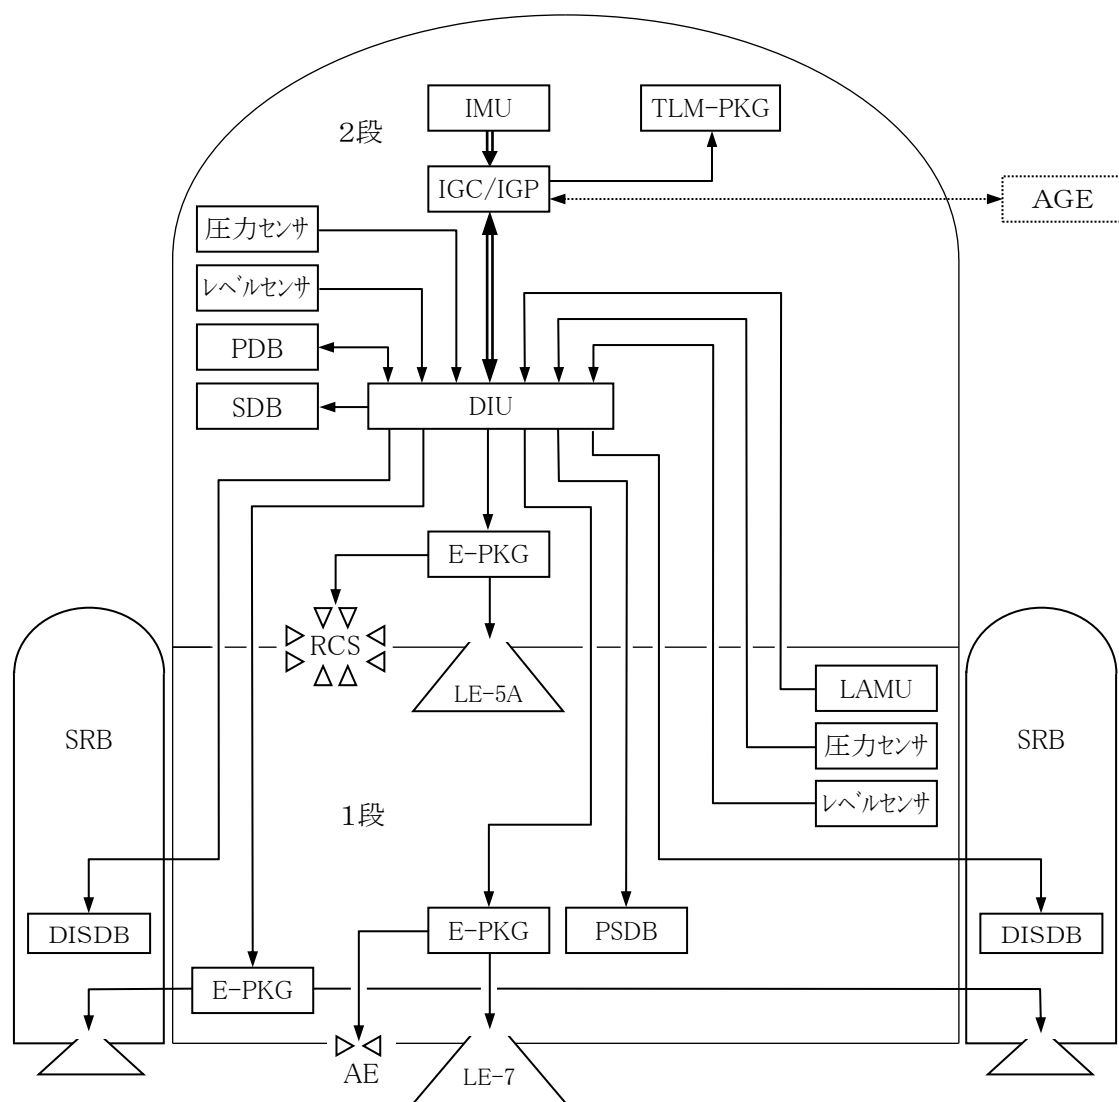 IMU
TLM-PKG
2段
IGC/IGP
AGE
圧力センサ
レベルセンサ
PDB
SDB
DIU
E-PKG
RCS
LE-5A
LAMU
SRB
SRB
圧力センサ
レベルセンサ
1段
DISDB
E-PKG
PSDB
DISDB
E-PKG
AE
LE-7